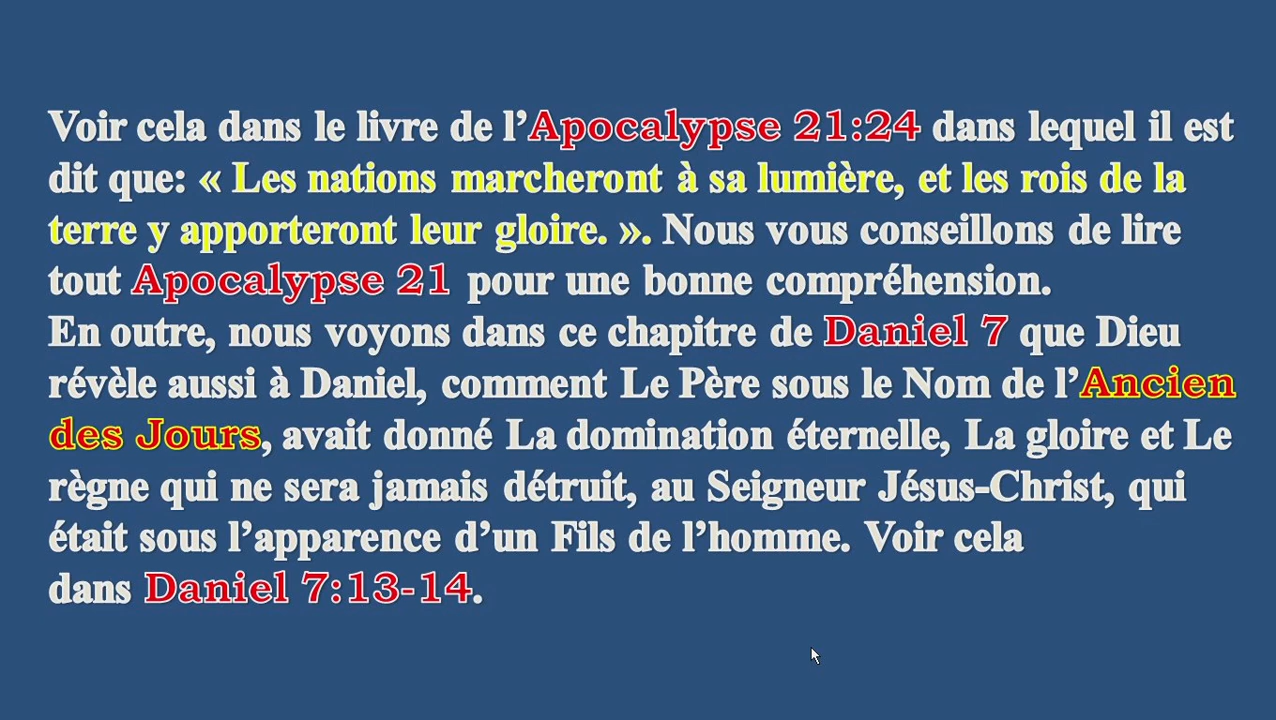 Voir cela dans le livre de l’Apocalypse 21:24 dans lequel il est
dit que: « Les nations marcheront à sa lumière, et les rois de la
terre y apporteront leur gloire. ». Nous vous conseillons de lire
tout Apocalypse 21 pour une bonne compréhension.
En outre, nous voyons dans ce chapitre de Daniel 7 que Dieu
révèle aussi à Daniel, comment Le Père sous le Nom de l’Ancien
des Jours, avait donné La domination éternelle, La gloire et Le
règne qui ne sera jamais détruit, au Seigneur Jésus-Christ, qui
était sous l’apparence d’un Fils de l’homme. Voir cela
dans Daniel 7:13-14.